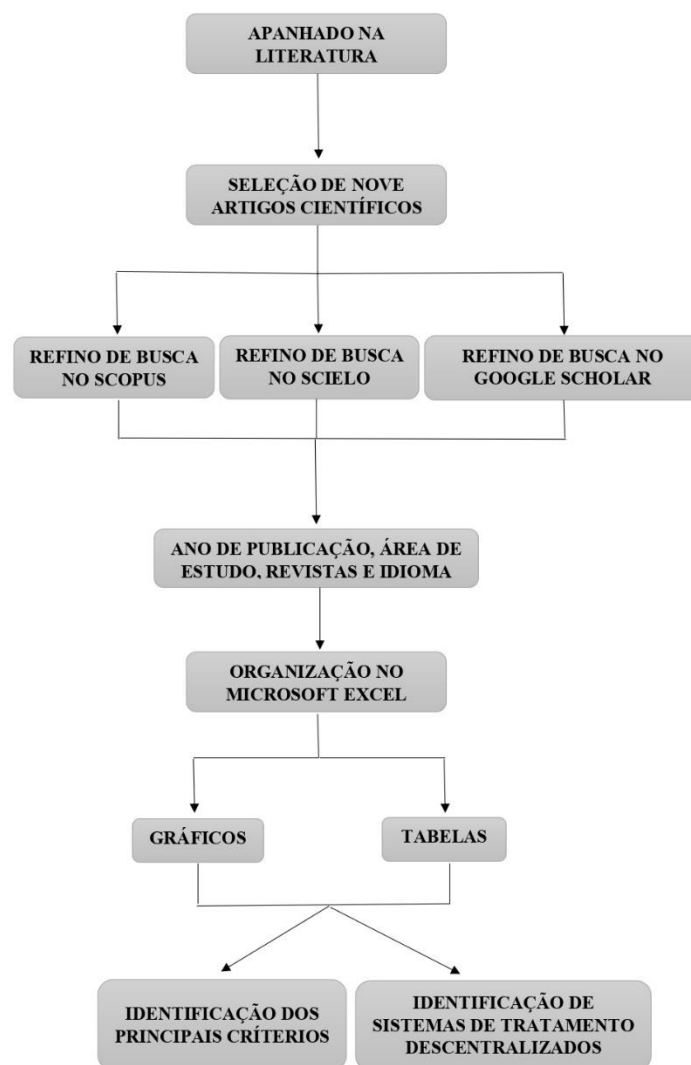 APANHADO NA
LITERATURA
SELEÇÃO DE NOVE
ARTIGOS CIENTÍFICOS
REFINO DE BUSCA
NO SCOPUS
REFINO DE BUSCA
NO SCIELO
REFINO DE BUSCA NO
GOOGLE SCHOLAR
ANO DE PUBLICAÇÃO, ÁREA DE
ESTUDO, REVISTAS E IDIOMA
ORGANIZAÇÃO NO
MICROSOFT EXCEL
GRÁFICOS
TABELAS
IDENTIFICAÇÃO DOS
PRINCIPAIS CRÍTERIOS
IDENTIFICAÇÃO DE
SISTEMAS DE TRATAMENTO
DESCENTRALIZADOS